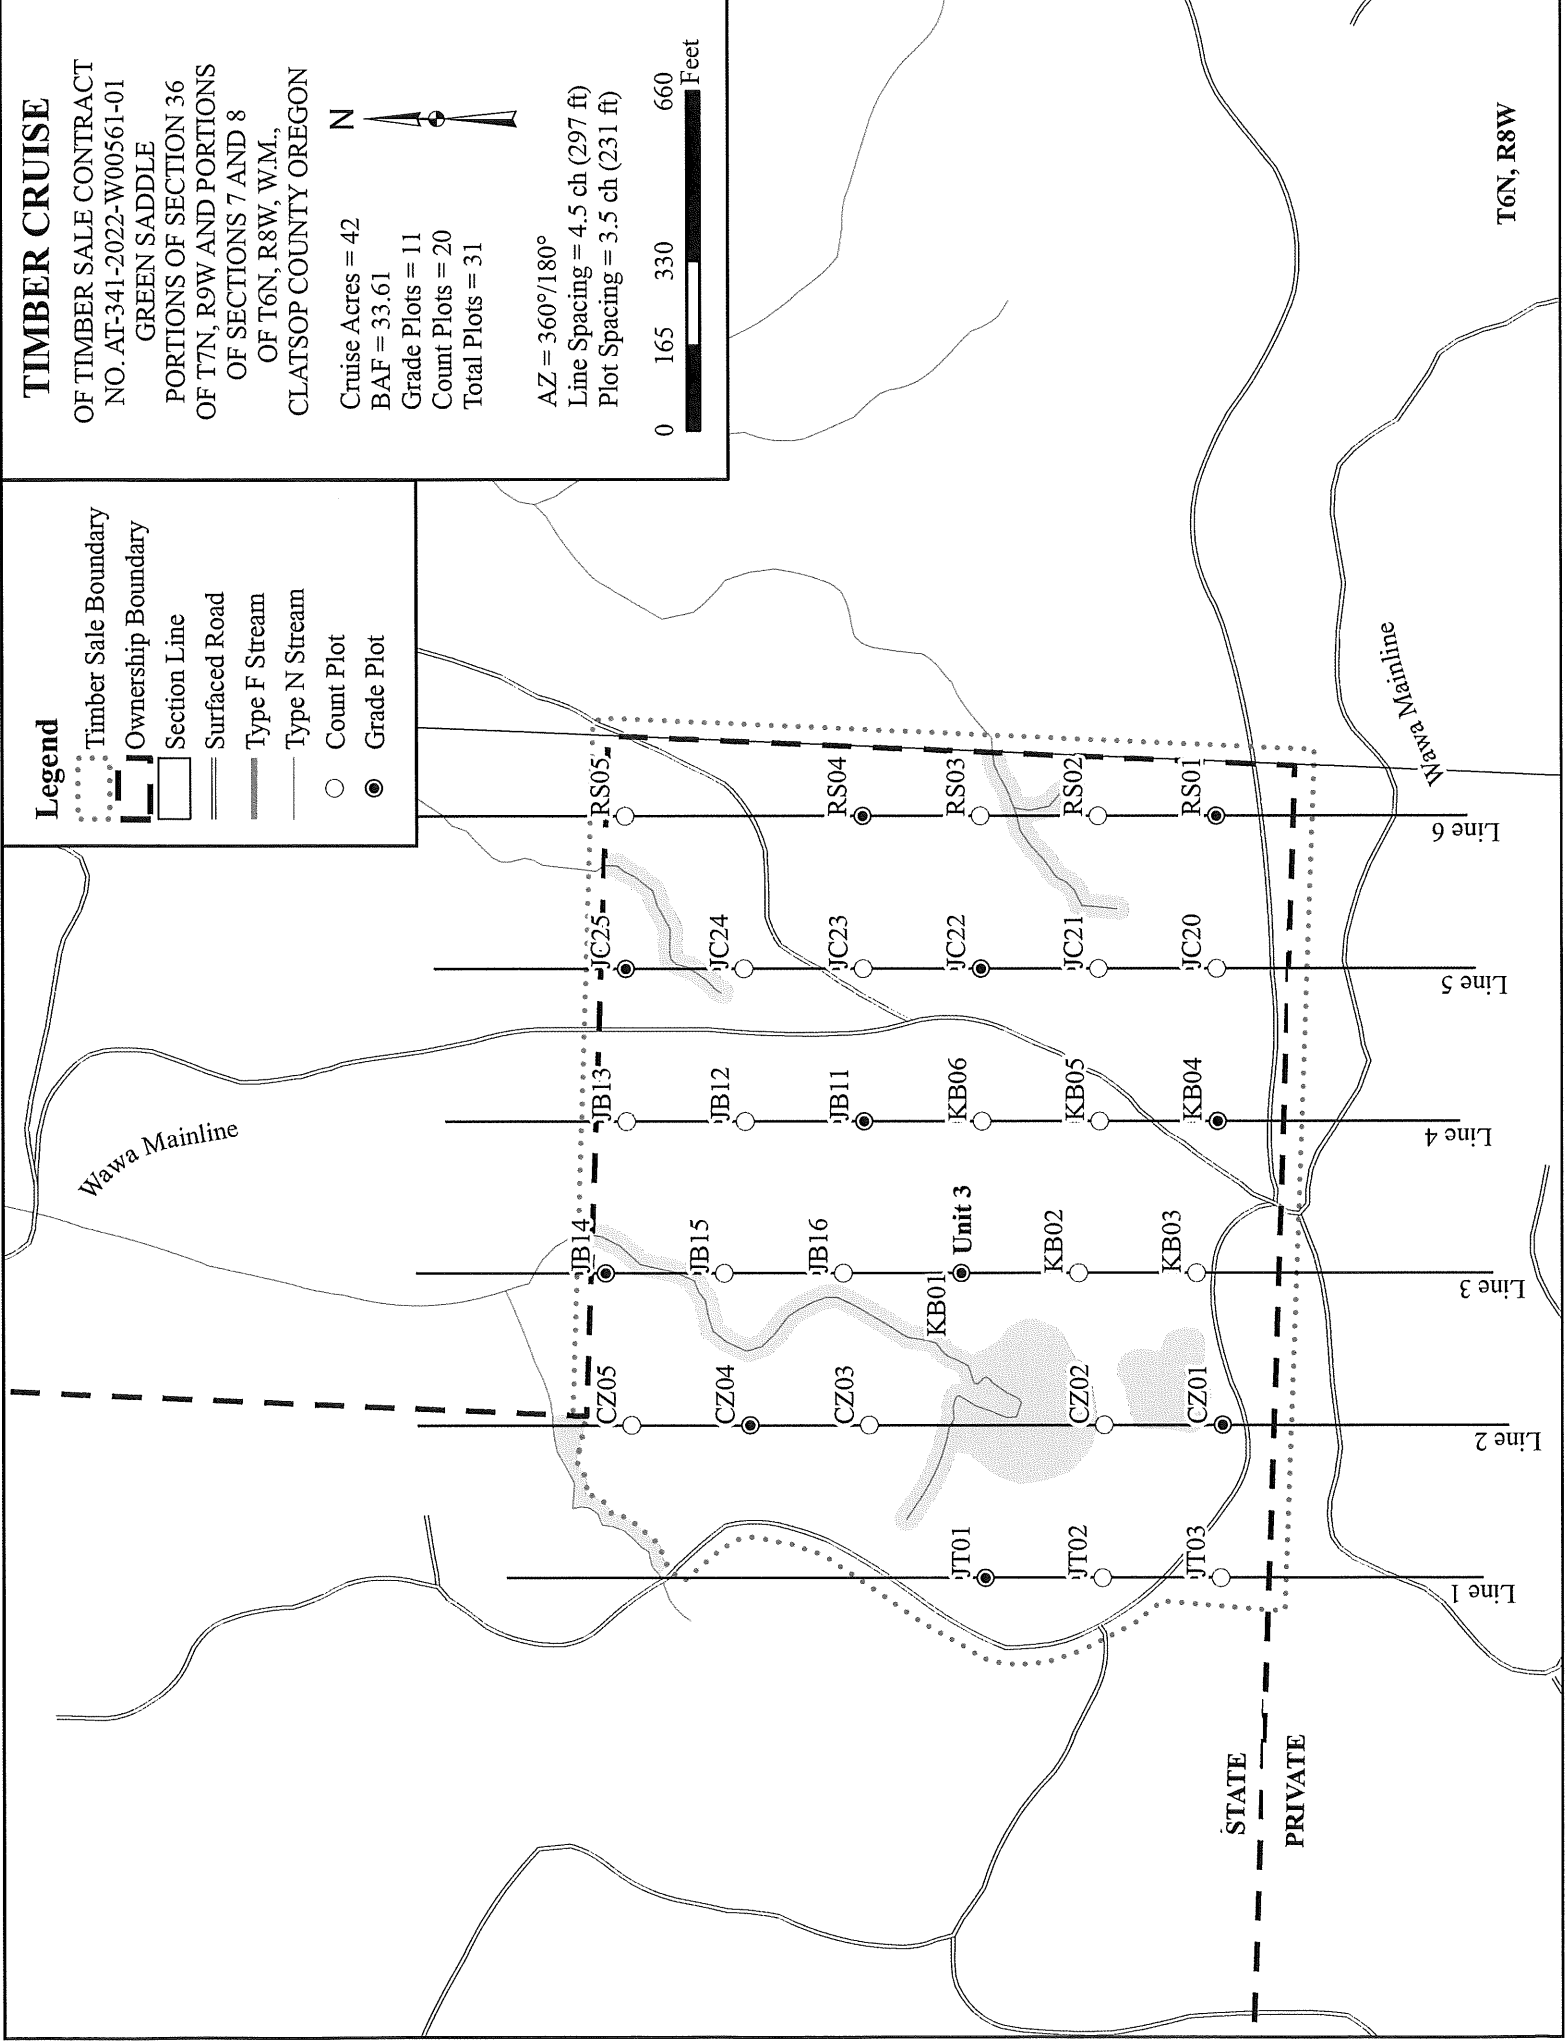 TIMBER CRUISE
OF TIMBER SALE CONTRACT
NO. AT-341-2022-W00561-01
GREEN SADDLE
PORTIONS OF SECTION 36
OF T7N, R9W AND PORTIONS
OF SECTIONS 7 AND 8
OF T6N, R8W, W.M.,
CLATSOP COUNTY OREGON
Cruise Acres = 42
BAF = 33.61
Grade Plots = 11
Count Plots = 20
Total Plots = 31
N
AZ = 360°/180°
Line Spacing = 4.5 ch (297 ft)
Plot Spacing = 3.5 ch (231 ft)
0 165 330 660
Feet
Legend
Timber Sale Boundary
Ownership Boundary
Section Line
Surfaced Road
Type F Stream
Type N Stream
Count Plot
Grade Plot
Wawa Mainline
JB14
JB15
JB16
KB01
Unit 3
KB02
KB03
Line 3
CZ05
CZ04
CZ03
CZ02
CZ01
Line 2
JT01
JT02
JT03
Line 1
JB13
JB12
JB11
KB06
KB05
KB04
Line 4
JC25
JC24
JC23
JC22
JC21
JC20
Line 5
RS05
RS04
RS03
RS02
RS01
Line 6
Wawa Mainline
STATE
PRIVATE
T6N, R8W